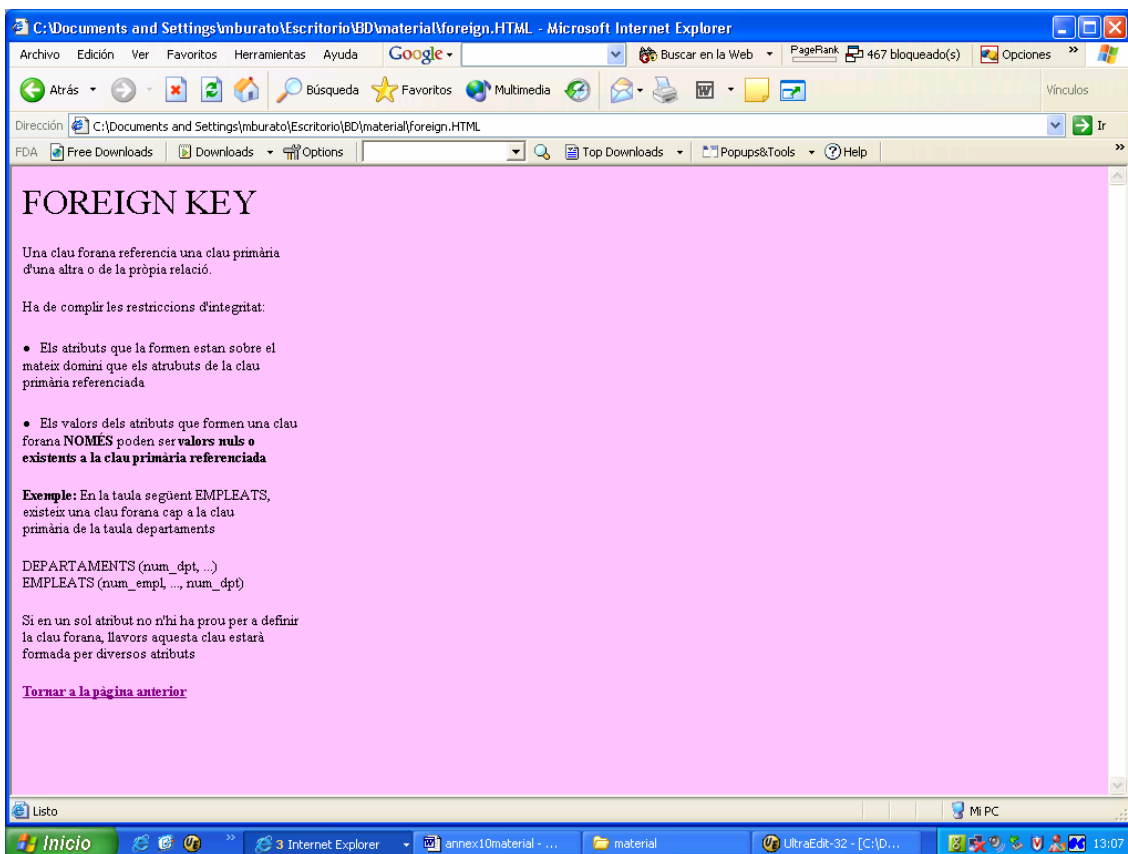 C:\Documents and Settings\mburato\Escritorio\BD\material\foreign.HTML - Microsoft Internet Explorer
Archivo Edición Ver Favoritos Herramientas Ayuda Google Buscar en la Web PageRank 467 bloqueado(s) Opciones »
Atrás Búsqueda Favoritos Multimedia Vínculos
Dirección C:\Documents and Settings\mburato\Escritorio\BD\material\foreign.HTML Ir
FDA Free Downloads Downloads Options Top Downloads Popups&Tools Help »
FOREIGN KEY
Una clau forana referencia una clau primària
d'una altra o de la pròpia relació.
Ha de complir les restriccions d'integritat:
● Els atributs que la formen estan sobre el
mateix domini que els atrubuts de la clau
primària referenciada
● Els valors dels atributs que formen una clau
forana NOMÉS poden ser valors nuls o
existents a la clau primària referenciada
Exemple: En la taula següent EMPLEATS,
existeix una clau forana cap a la clau
primària de la taula departaments
DEPARTAMENTS (num_dpt, ...)
EMPLEATS (num_empl, ..., num_dpt)
Si en un sol atribut no n'hi ha prou per a definir
la clau forana, llavors aquesta clau estarà
formada per diversos atributs
Tornar a la pàgina anterior
Listo Mi PC
Inicio » 3 Internet Explorer annex10material - ... material UltraEdit-32 - [C:\D... 13:07